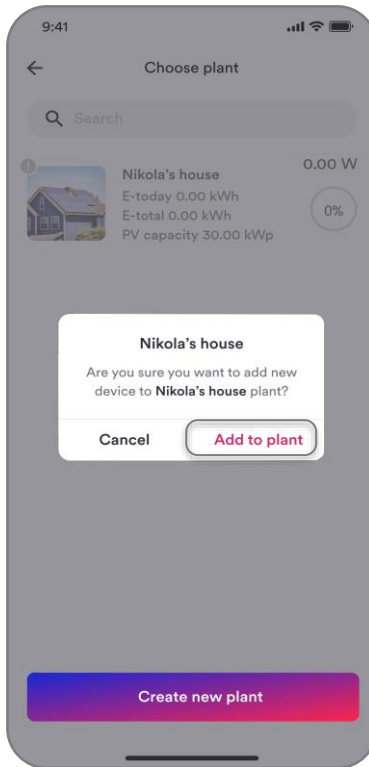 9:41
Choose plant
Search
Nikola's house
0.00 W
E-today 0.00 kWh
E-total 0.00 kWh
0%
PV capacity 30.00 kWp
Nikola's house
Are you sure you want to add new
device to Nikola's house plant?
Cancel
Add to plant
Create new plant